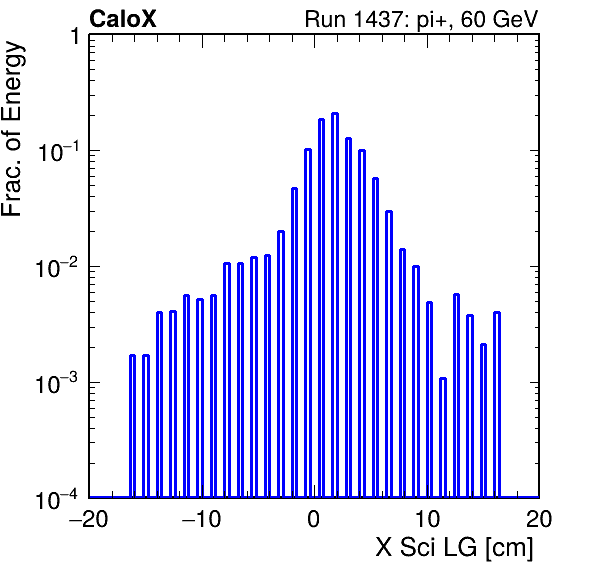 CaloX Run 1437: pi+, 60 GeV
Frac. of Energy
1
10⁻¹
10⁻²
10⁻³
10⁻⁴
−20 −10 0 10 20
X Sci LG [cm]